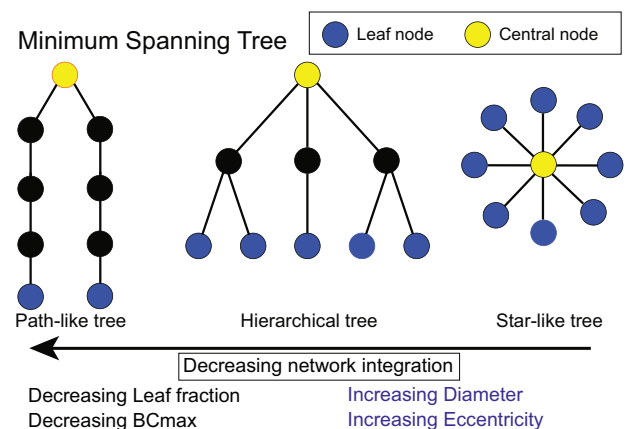 Minimum Spanning Tree
Leaf node
Central node
Path-like tree
Hierarchical tree
Star-like tree
Decreasing network integration
Decreasing Leaf fraction
Increasing Diameter
Decreasing BCmax
Increasing Eccentricity